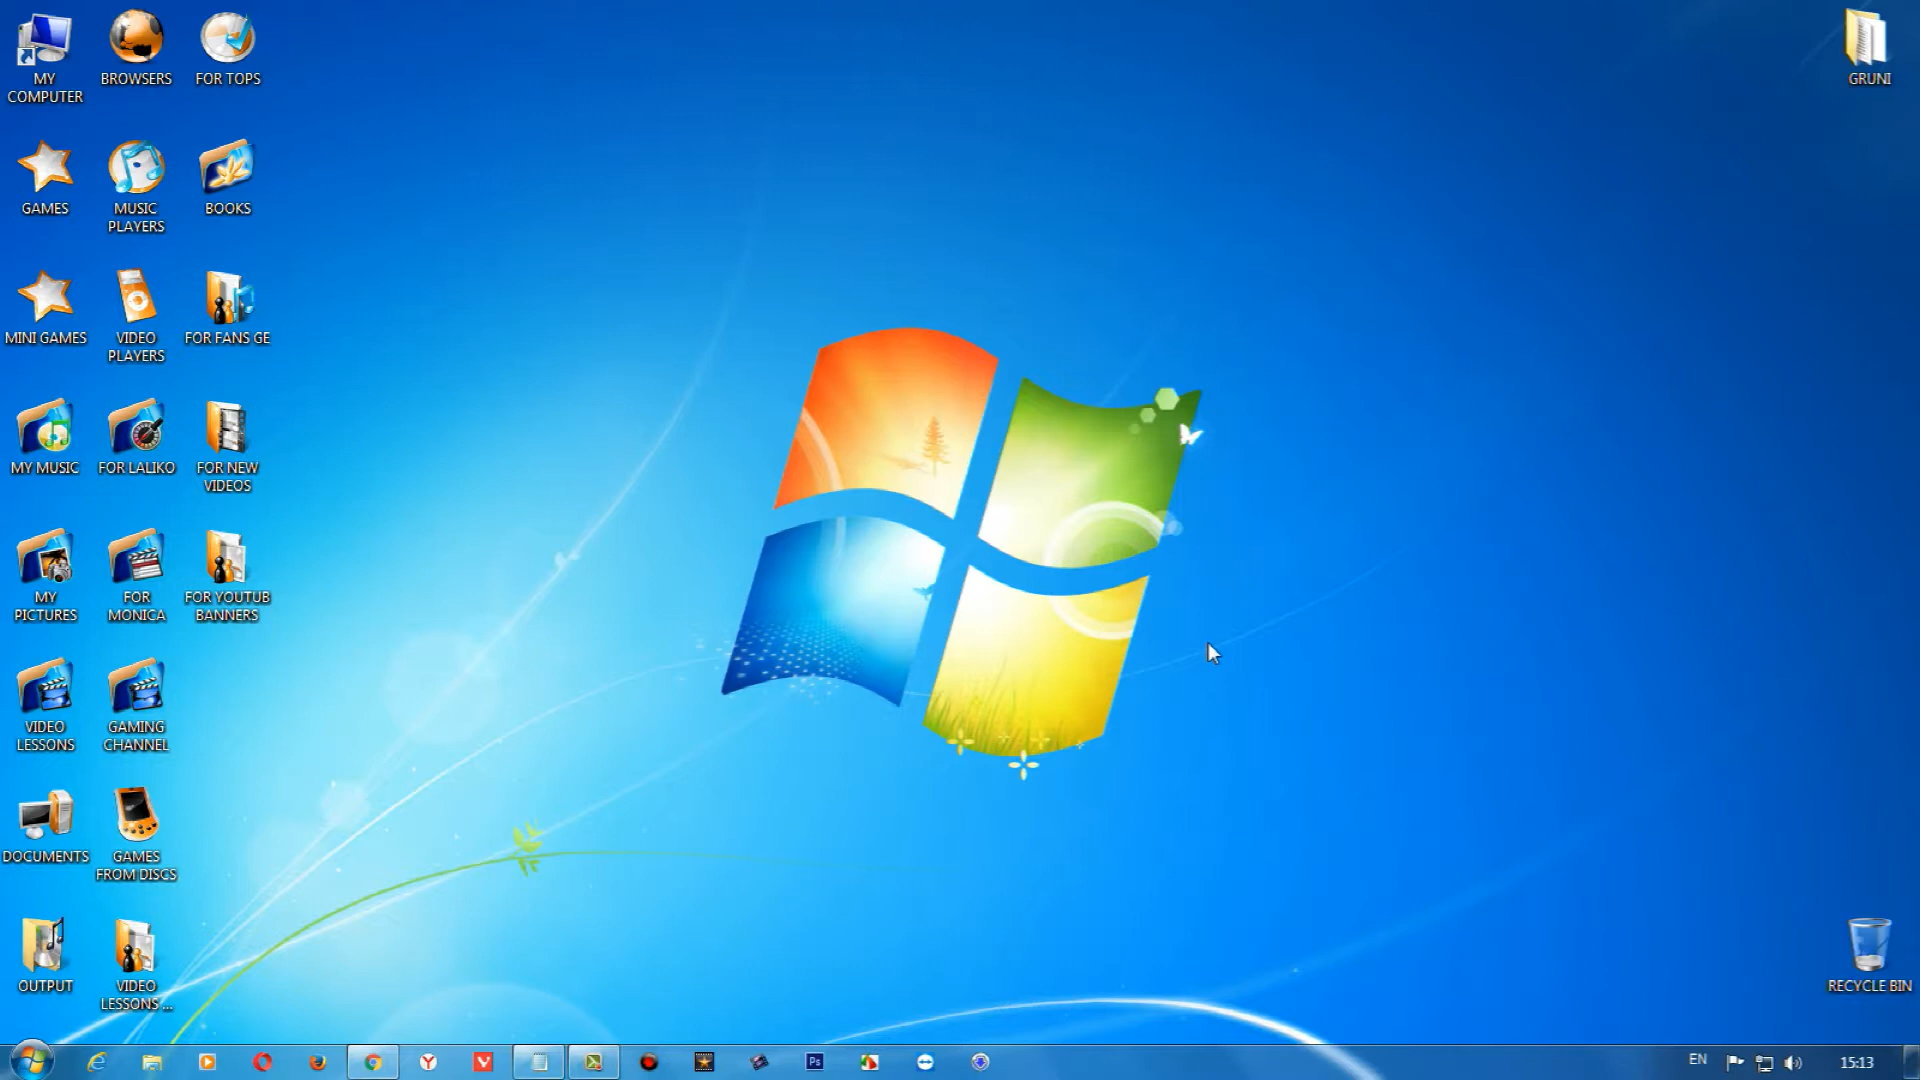 MY
COMPUTER
BROWSERS
FOR TOPS
GRUNI
GAMES
MUSIC
PLAYERS
BOOKS
MINI GAMES
VIDEO
PLAYERS
FOR FANS GE
MY MUSIC
FOR LALIKO
FOR NEW
VIDEOS
MY
PICTURES
FOR
MONICA
FOR YOUTUB
BANNERS
VIDEO
LESSONS
GAMING
CHANNEL
DOCUMENTS
GAMES
FROM DISCS
OUTPUT
VIDEO
LESSONS ...
RECYCLE BIN
Ps
EN
15:13